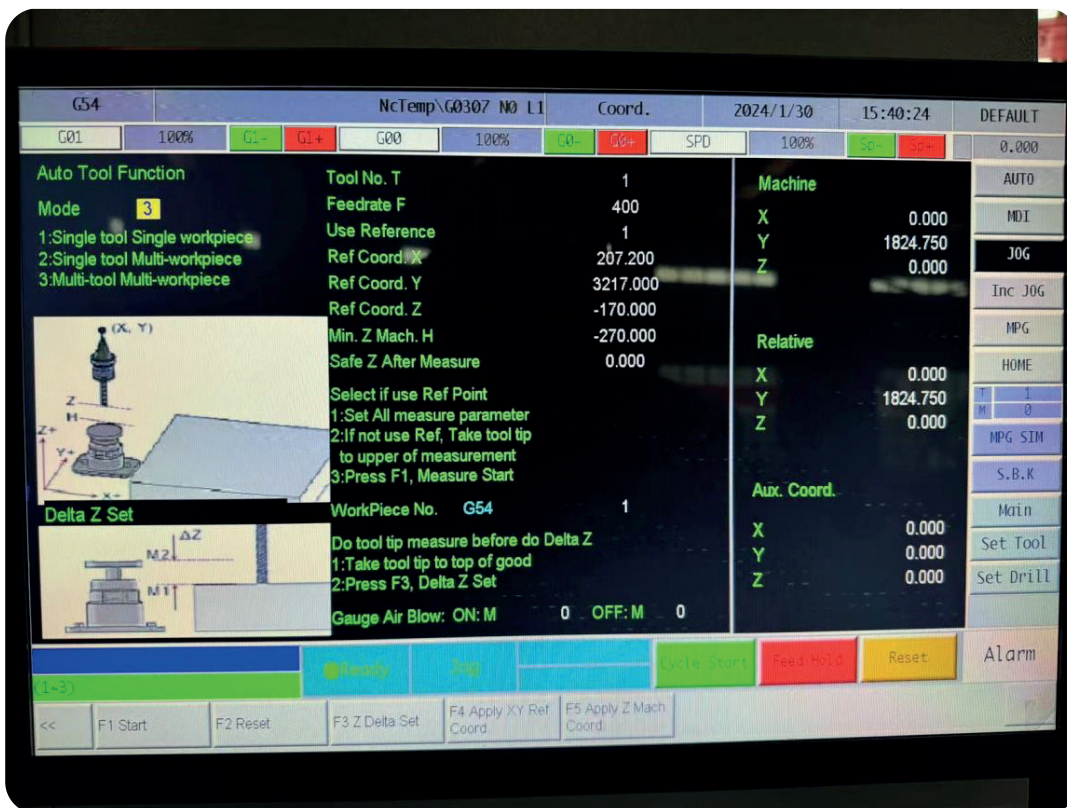 G54 NcTemp\G0307 N0 L1 Coord. 2024/1/30 15:40:24 DEFAULT
G01 100% G1- G1+ G00 100% G0- G0+ SPD 100% Sp- Sp+ 0.000
Auto Tool Function
Mode 3
1:Single tool Single workpiece
2:Single tool Multi-workpiece
3:Multi-tool Multi-workpiece
(X, Y)
Z
H
Z+
Y+
X+
Delta Z Set
ΔZ
M2
M1
Tool No. T 1
Feedrate F 400
Use Reference 1
Ref Coord. X 207.200
Ref Coord. Y 3217.000
Ref Coord. Z -170.000
Min. Z Mach. H -270.000
Safe Z After Measure 0.000
Select if use Ref Point
1:Set All measure parameter
2:If not use Ref, Take tool tip
to upper of measurement
3:Press F1, Measure Start
WorkPiece No. G54 1
Do tool tip measure before do Delta Z
1:Take tool tip to top of good
2:Press F3, Delta Z Set
Gauge Air Blow: ON: M 0 OFF: M 0
Machine
X 0.000
Y 1824.750
Z 0.000
Relative
X 0.000
Y 1824.750
Z 0.000
Aux. Coord.
X 0.000
Y 0.000
Z 0.000
AUTO
MDI
JOG
Inc JOG
MPG
HOME
T 1
M 0
MPG SIM
S.B.K
Main
Set Tool
Set Drill
(1~3)
Ready Jog Cycle Start Feed Hold Reset Alarm
<< F1 Start F2 Reset F3 Z Delta Set F4 Apply XY Ref Coord F5 Apply Z Mach Coord.